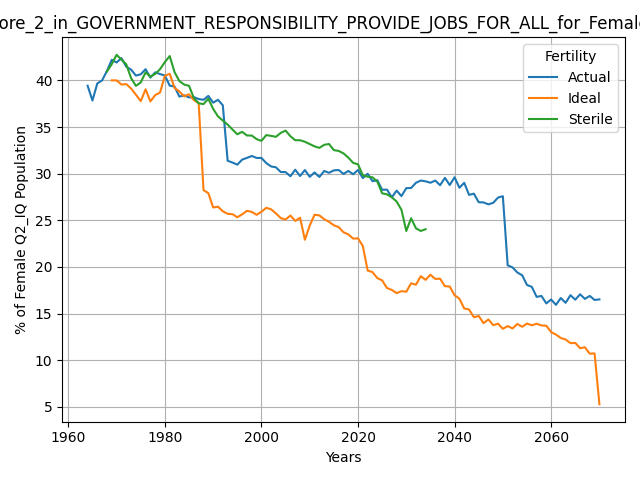 ore_2_in_GOVERNMENT_RESPONSIBILITY_PROVIDE_JOBS_FOR_ALL_for_Female
Fertility
Actual
Ideal
Sterile
% of Female Q2_IQ Population
40
35
30
25
20
15
10
5
1960 1980 2000 2020 2040 2060
Years